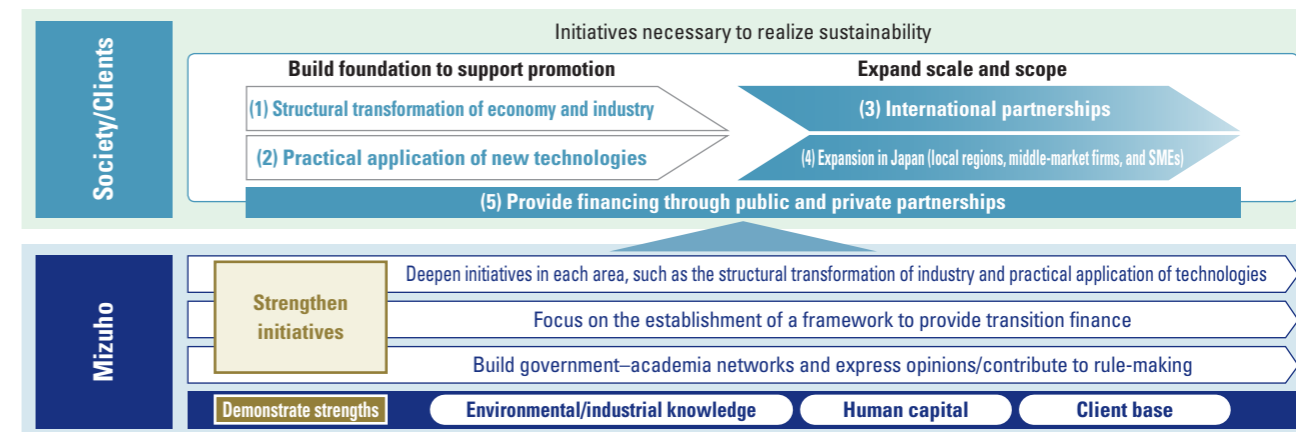 Society/Clients
Initiatives necessary to realize sustainability
Build foundation to support promotion
Expand scale and scope
(1) Structural transformation of economy and industry
(3) International partnerships
(2) Practical application of new technologies
(4) Expansion in Japan (local regions, middle-market firms, and SMEs)
(5) Provide financing through public and private partnerships
Mizuho
Strengthen
initiatives
Deepen initiatives in each area, such as the structural transformation of industry and practical application of technologies
Focus on the establishment of a framework to provide transition finance
Build government–academia networks and express opinions/contribute to rule-making
Demonstrate strengths
Environmental/industrial knowledge
Human capital
Client base